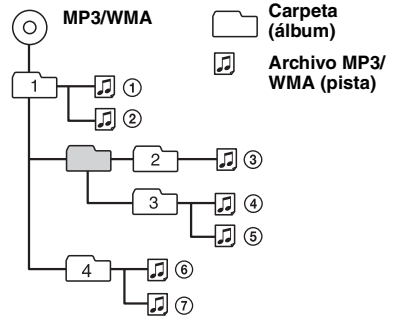 MP3/WMA
Carpeta
(álbum)
Archivo MP3/
WMA (pista)
1
①
②
2
③
3
④
⑤
4
⑥
⑦